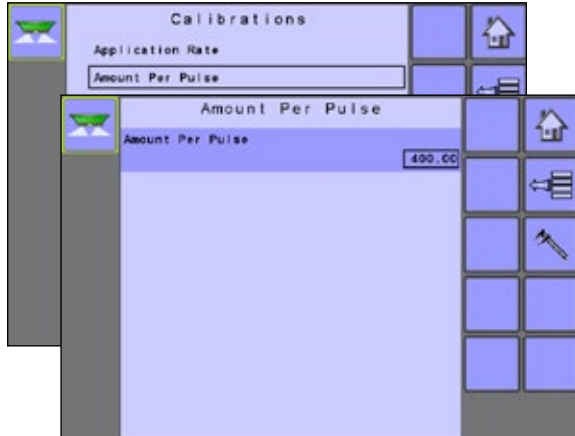 Calibrations
Application Rate
Amount Per Pulse
Amount Per Pulse
Amount Per Pulse
400.00